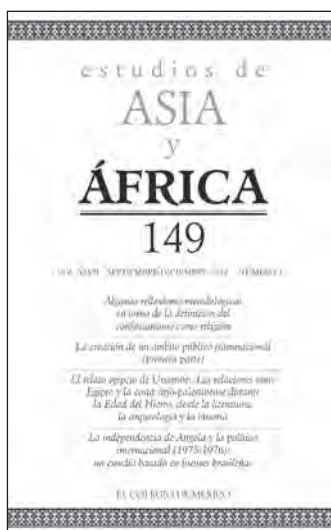 estudios de
ASIA
y
ÁFRICA
149
Algunas reflexiones metodológicas
en torno de la definición del
confucianismo como religión
La creación de un ámbito público
(primera parte)
El relato egipcio de Unamón. Las relaciones entre
Egipto y la costa sirio-palestinense durante
la Edad del Hierro, desde la literatura,
la arqueología y la
La independencia de Angola y la política
internacional (1975-1976):
un estudio basado en fuentes brasileñas
EL COLEGIO DE MÉXICO